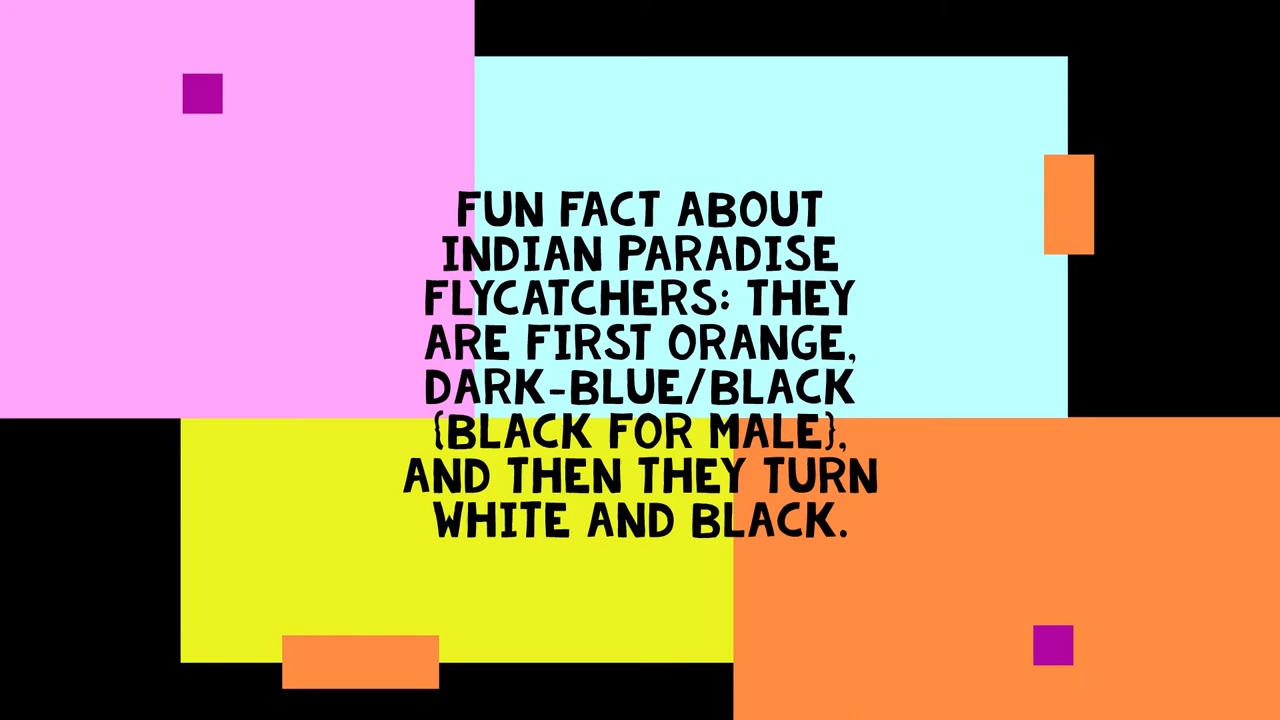 FUN FACT ABOUT
INDIAN PARADISE
FLYCATCHERS: THEY
ARE FIRST ORANGE,
DARK-BLUE/BLACK
{BLACK FOR MALE},
AND THEN THEY TURN
WHITE AND BLACK.